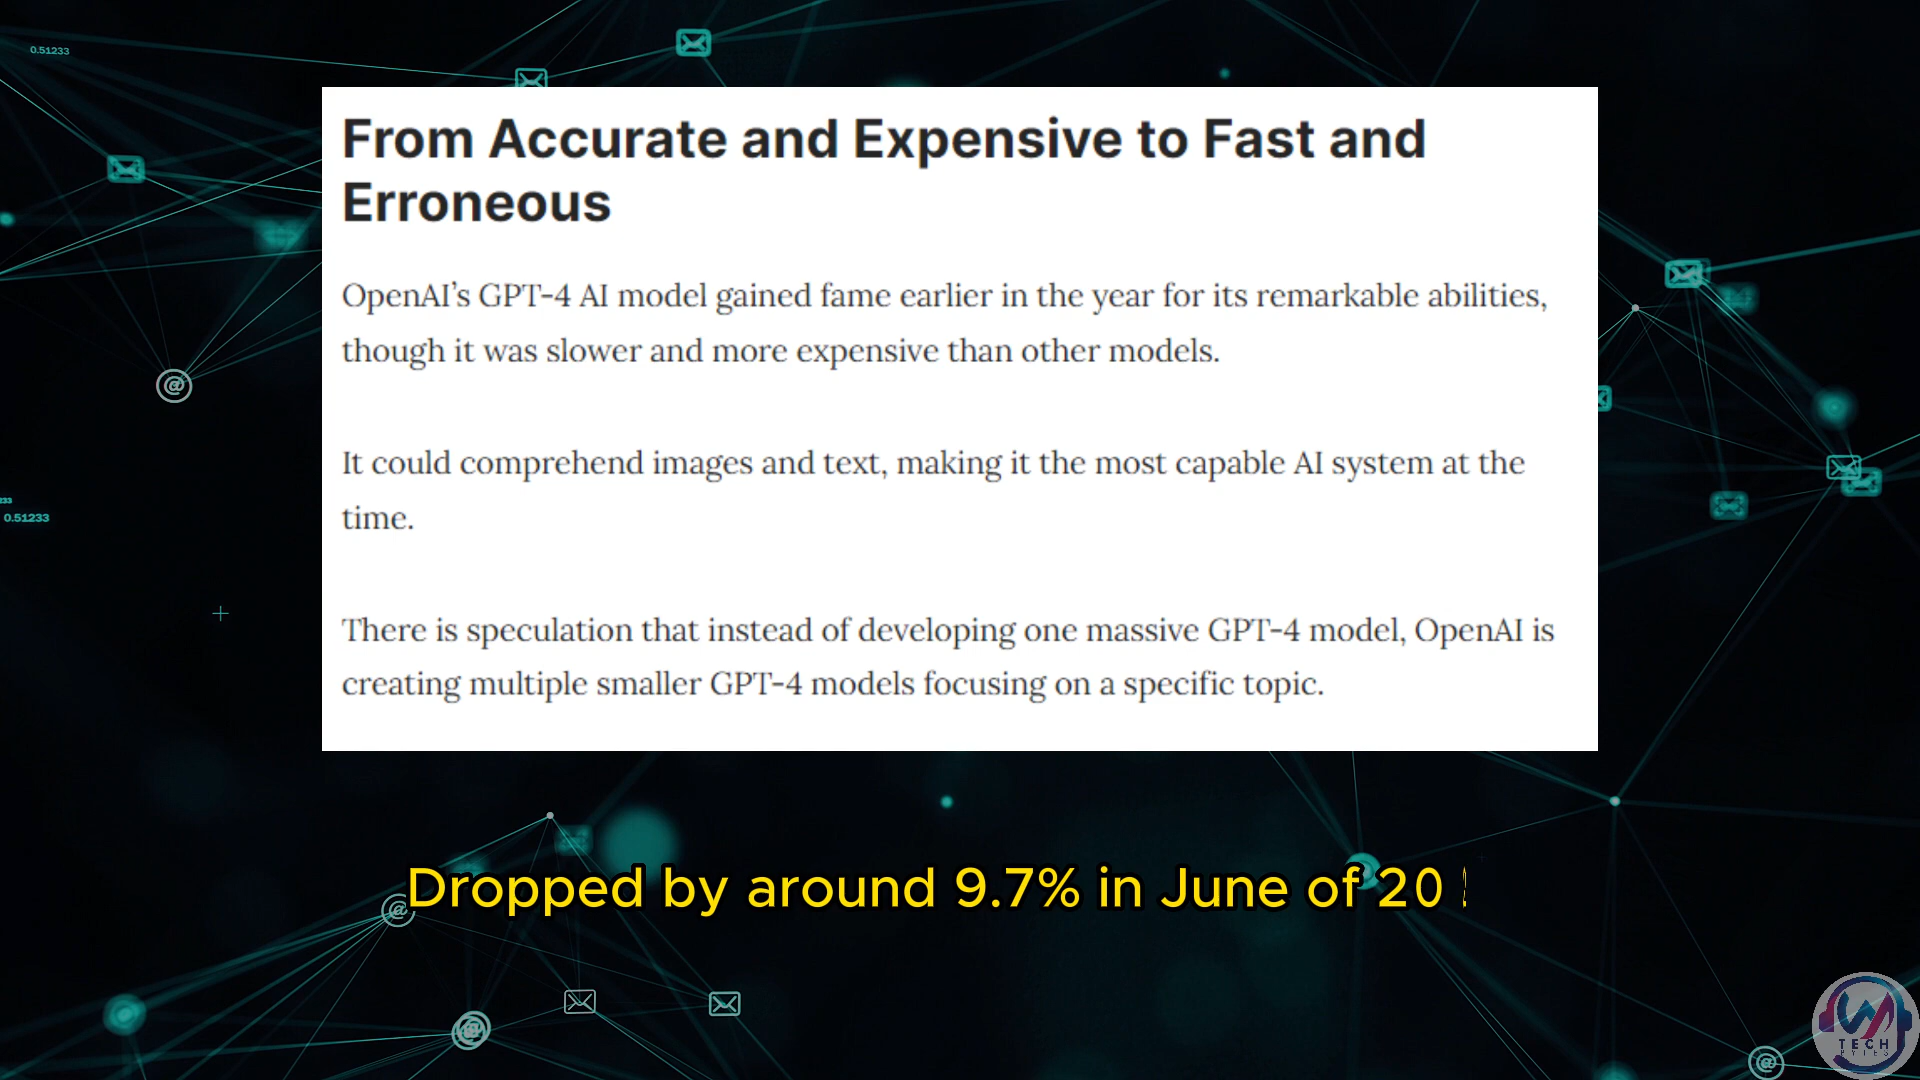 0.51233
From Accurate and Expensive to Fast and
Erroneous
OpenAI's GPT-4 AI model gained fame earlier in the year for its remarkable abilities,
though it was slower and more expensive than other models.
It could comprehend images and text, making it the most capable AI system at the
time.
There is speculation that instead of developing one massive GPT-4 model, OpenAI is
creating multiple smaller GPT-4 models focusing on a specific topic.
0.51233
Dropped by around 9.7% in June of 20
TECH
BYTES